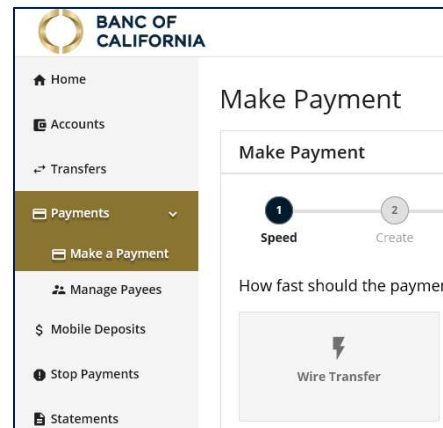 BANC OF
CALIFORNIA
Home
Accounts
Transfers
Payments
Make a Payment
Manage Payees
$ Mobile Deposits
Stop Payments
Statements
Make Payment
Make Payment
1 2
Speed Create
How fast should the paymen
Wire Transfer